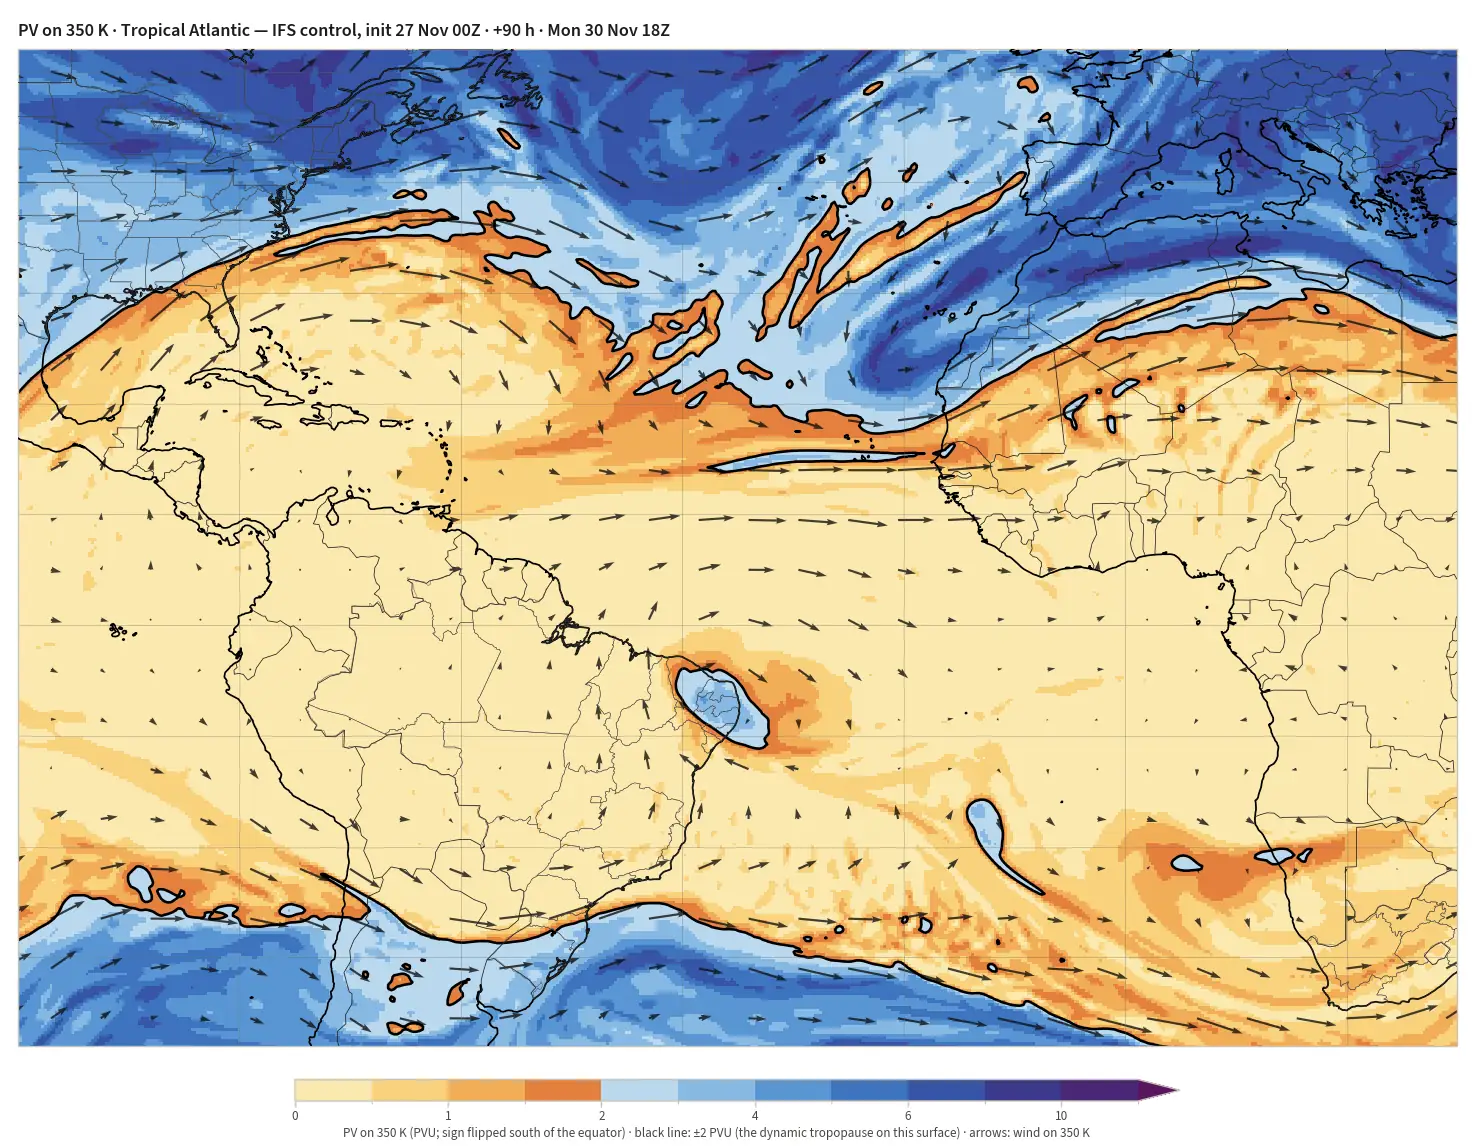 PV on 350 K · Tropical Atlantic — IFS control, init 27 Nov 00Z · +90 h · Mon 30 Nov 18Z
0 1 2 4 6 10
PV on 350 K (PVU; sign flipped south of the equator) · black line: ±2 PVU (the dynamic tropopause on this surface) · arrows: wind on 350 K